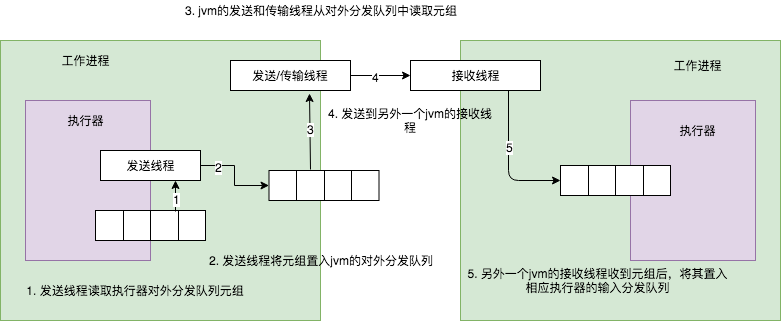 3. jvm的发送和传输线程从对外分发队列中读取元组
工作进程
发送/传输线程
4
接收线程
工作进程
执行器
3
4. 发送到另外一个jvm的接收线
程
执行器
发送线程
2
5
1
2. 发送线程将元组置入jvm的对外分发队列
5. 另外一个jvm的接收线程收到元组后，将其置入
相应执行器的输入分发队列
1. 发送线程读取执行器对外分发队列元组